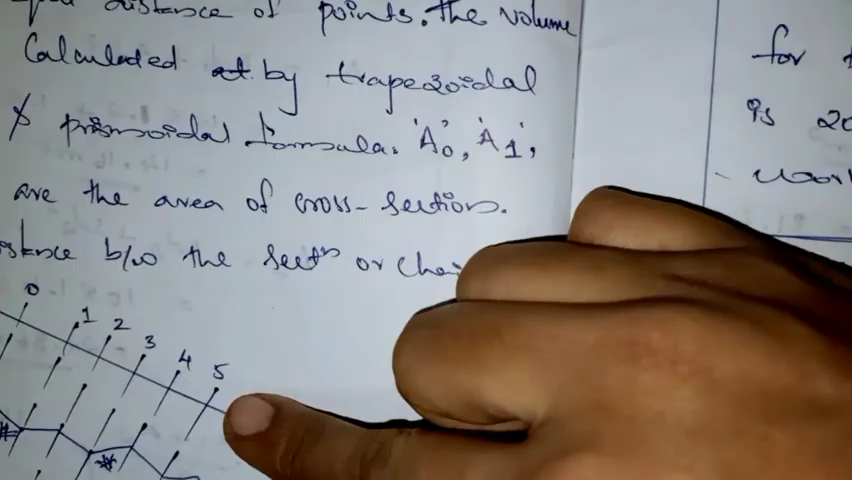 distance of points. The volume
Calculated by trapezoidal
& prismoidal formula. 'A₀', 'A₁',
are the area of cross-section.
distance b/w the sectⁿ or chai
0
1
2
3
4
5
for
is 20